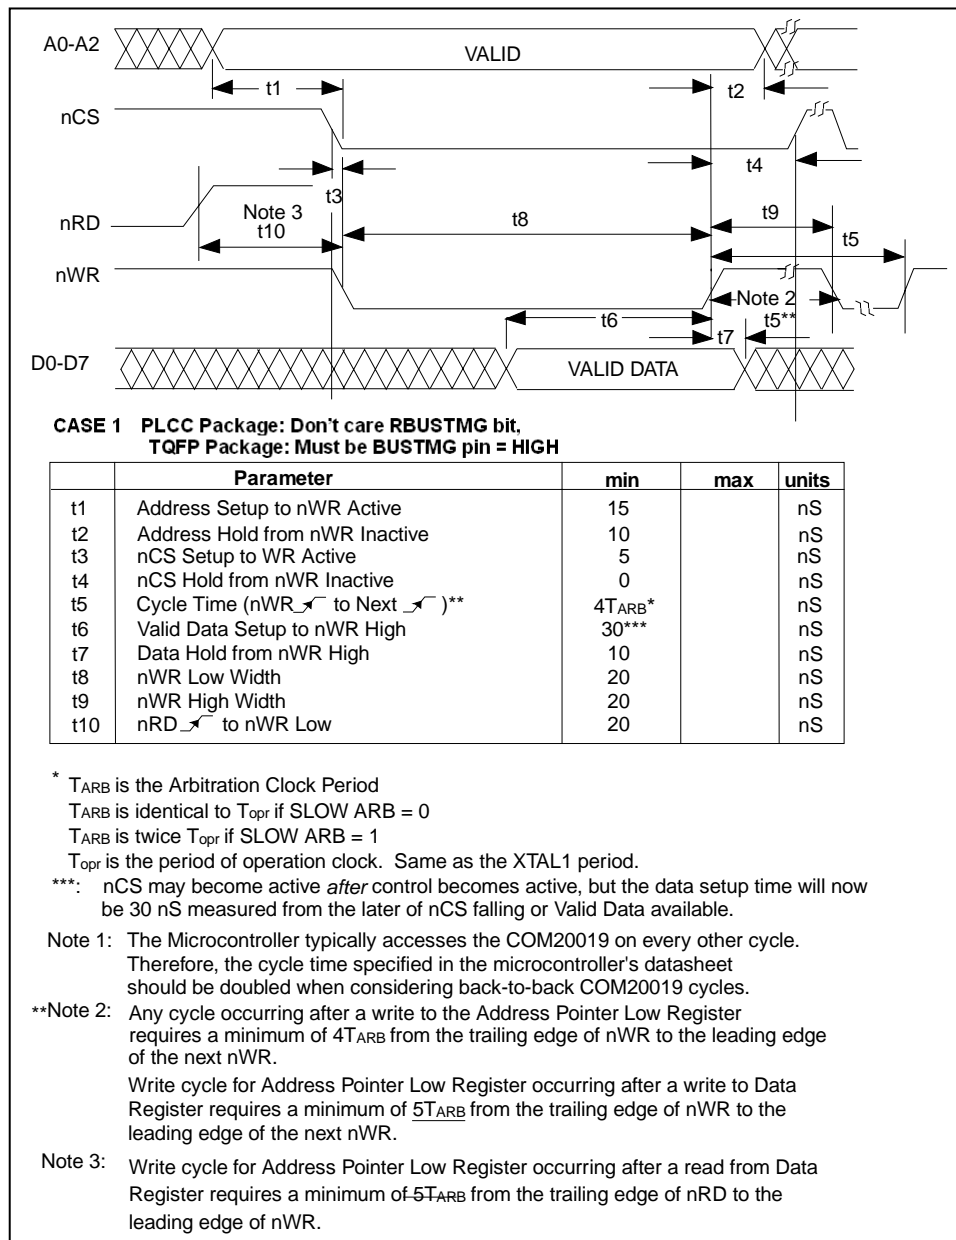 A0-A2
VALID
t1
t2
nCS
t4
t3
nRD
Note 3
t10
t8
t9
t5
nWR
Note 2
t5**
t6
t7
D0-D7
VALID DATA
CASE 1 PLCC Package: Don't care RBUSTMG bit,
TQFP Package: Must be BUSTMG pin = HIGH
Parameter min max units
t1 Address Setup to nWR Active 15 nS
t2 Address Hold from nWR Inactive 10 nS
t3 nCS Setup to WR Active 5 nS
t4 nCS Hold from nWR Inactive 0 nS
t5 Cycle Time (nWR to Next )** 4TARB* nS
t6 Valid Data Setup to nWR High 30*** nS
t7 Data Hold from nWR High 10 nS
t8 nWR Low Width 20 nS
t9 nWR High Width 20 nS
t10 nRD to nWR Low 20 nS
* TARB is the Arbitration Clock Period
TARB is identical to Topr if SLOW ARB = 0
TARB is twice Topr if SLOW ARB = 1
Topr is the period of operation clock. Same as the XTAL1 period.
***: nCS may become active after control becomes active, but the data setup time will now
be 30 nS measured from the later of nCS falling or Valid Data available.
Note 1: The Microcontroller typically accesses the COM20019 on every other cycle.
Therefore, the cycle time specified in the microcontroller's datasheet
should be doubled when considering back-to-back COM20019 cycles.
**Note 2: Any cycle occurring after a write to the Address Pointer Low Register
requires a minimum of 4TARB from the trailing edge of nWR to the leading edge
of the next nWR.
Write cycle for Address Pointer Low Register occurring after a write to Data
Register requires a minimum of 5TARB from the trailing edge of nWR to the
leading edge of the next nWR.
Note 3: Write cycle for Address Pointer Low Register occurring after a read from Data
Register requires a minimum of 5TARB from the trailing edge of nRD to the
leading edge of nWR.